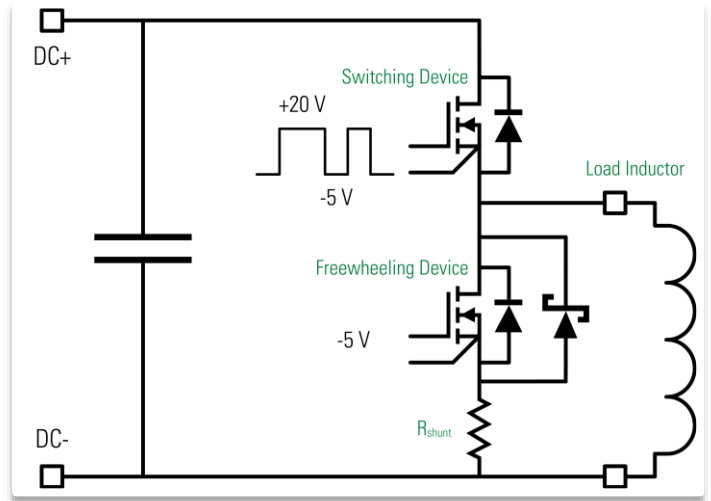 DC+
Switching Device
+20 V
-5 V
Load Inductor
Freewheeling Device
-5 V
Rshunt
DC-